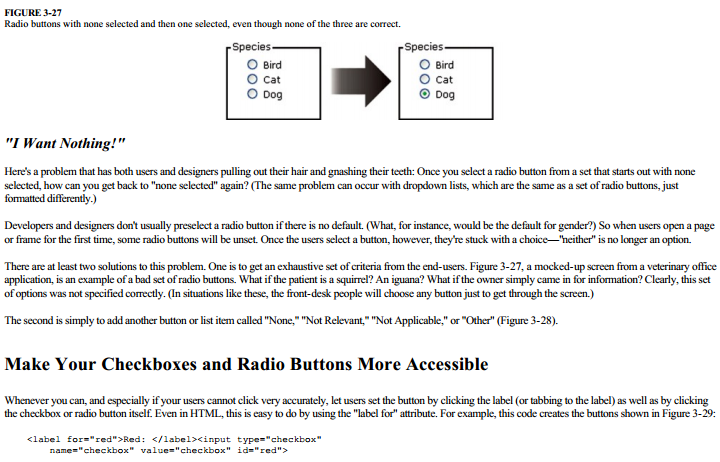 FIGURE 3-27
Radio buttons with none selected and then one selected, even though none of the three are correct.
Species
Bird
Cat
Dog
Species
Bird
Cat
Dog
"I Want Nothing!"
Here's a problem that has both users and designers pulling out their hair and gnashing their teeth: Once you select a radio button from a set that starts out with none
selected, how can you get back to "none selected" again? (The same problem can occur with dropdown lists, which are the same as a set of radio buttons, just
formatted differently.)
Developers and designers don't usually preselect a radio button if there is no default. (What, for instance, would be the default for gender?) So when users open a page
or frame for the first time, some radio buttons will be unset. Once the users select a button, however, they're stuck with a choice—"neither" is no longer an option.
There are at least two solutions to this problem. One is to get an exhaustive set of criteria from the end-users. Figure 3-27, a mocked-up screen from a veterinary office
application, is an example of a bad set of radio buttons. What if the patient is a squirrel? An iguana? What if the owner simply came in for information? Clearly, this set
of options was not specified correctly. (In situations like these, the front-desk people will choose any button just to get through the screen.)
The second is simply to add another button or list item called "None," "Not Relevant," "Not Applicable," or "Other" (Figure 3-28).
Make Your Checkboxes and Radio Buttons More Accessible
Whenever you can, and especially if your users cannot click very accurately, let users set the button by clicking the label (or tabbing to the label) as well as by clicking
the checkbox or radio button itself. Even in HTML, this is easy to do by using the "label for" attribute. For example, this code creates the buttons shown in Figure 3-29:
<label for="red">Red: </label><input type="checkbox"
name="checkbox" value="checkbox" id="red">